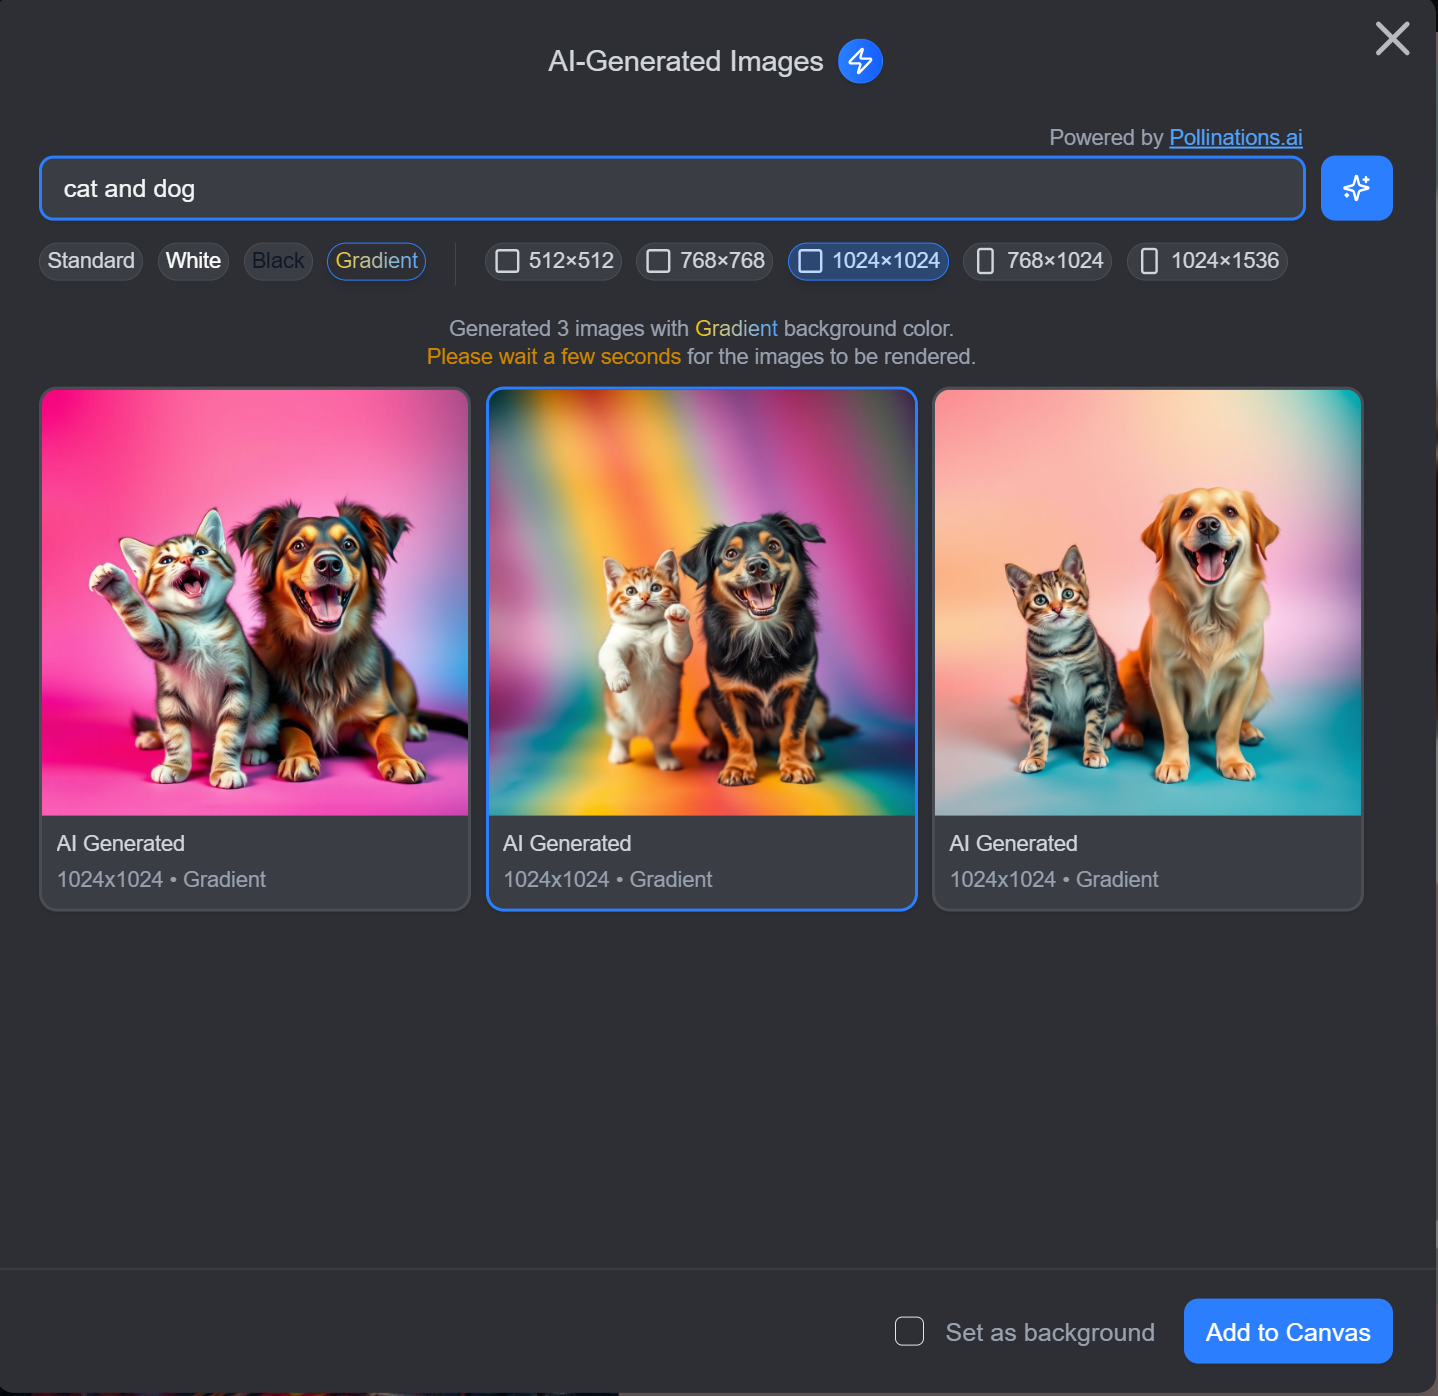 AI-Generated Images
Powered by Pollinations.ai
cat and dog
Standard White Black Gradient 512×512 768×768 1024×1024 768×1024 1024×1536
Generated 3 images with Gradient background color.
Please wait a few seconds for the images to be rendered.
AI Generated
1024x1024 • Gradient
AI Generated
1024x1024 • Gradient
AI Generated
1024x1024 • Gradient
Set as background
Add to Canvas